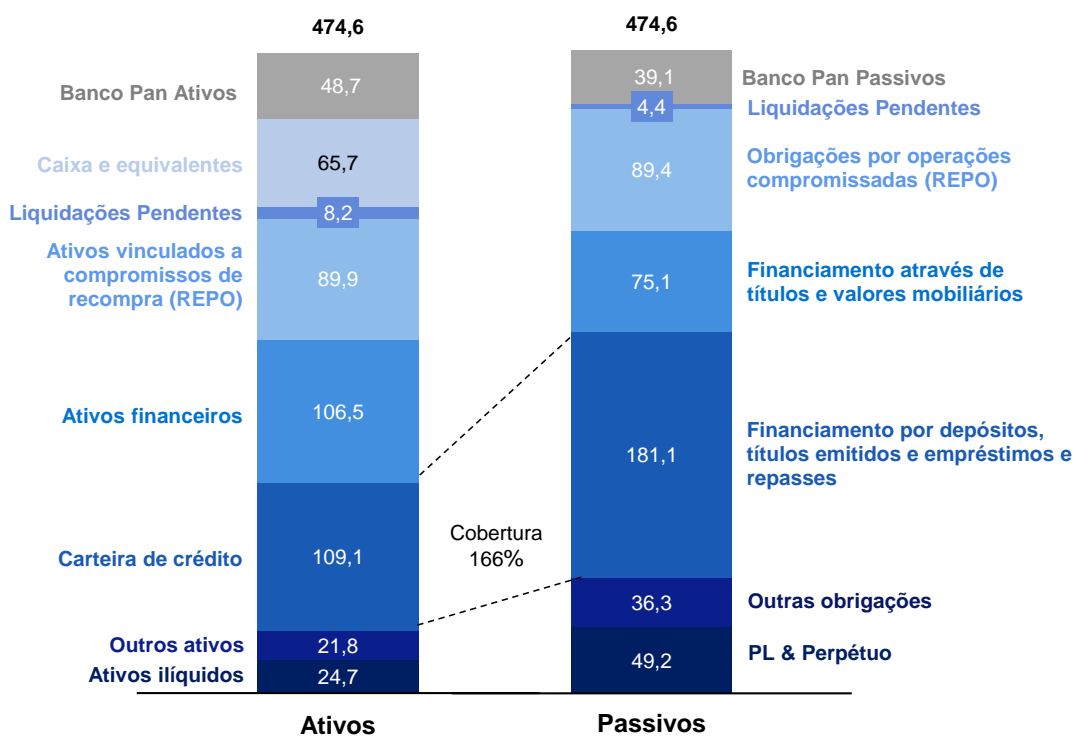 474,6
474,6
Banco Pan Ativos
48,7
Caixa e equivalentes
65,7
Liquidações Pendentes
8,2
Ativos vinculados a
compromissos de
recompra (REPO)
89,9
Ativos financeiros
106,5
Carteira de crédito
109,1
Outros ativos
21,8
Ativos ilíquidos
24,7
Ativos
Cobertura
166%
39,1
Banco Pan Passivos
4,4
Liquidações Pendentes
89,4
Obrigações por operações
compromissadas (REPO)
75,1
Financiamento através de
títulos e valores mobiliários
181,1
Financiamento por depósitos,
títulos emitidos e empréstimos e
repasses
36,3
Outras obrigações
49,2
PL & Perpétuo
Passivos